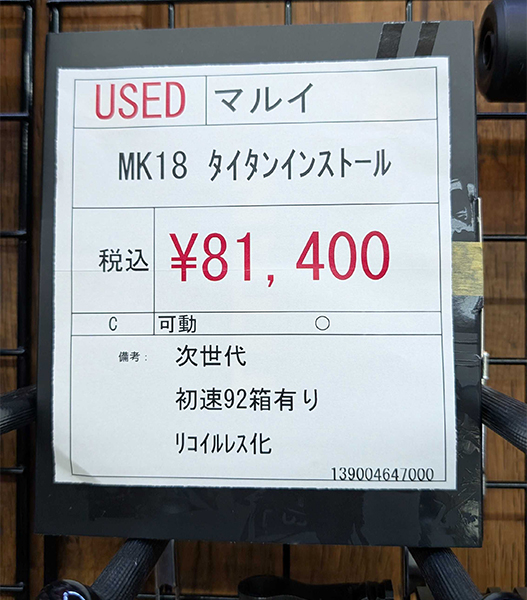 USED マルイ
MK18 タイタンインストール
税込 ¥81,400
C 可動 ○
備考: 次世代
初速92箱有り
リコイルレス化
139004647000